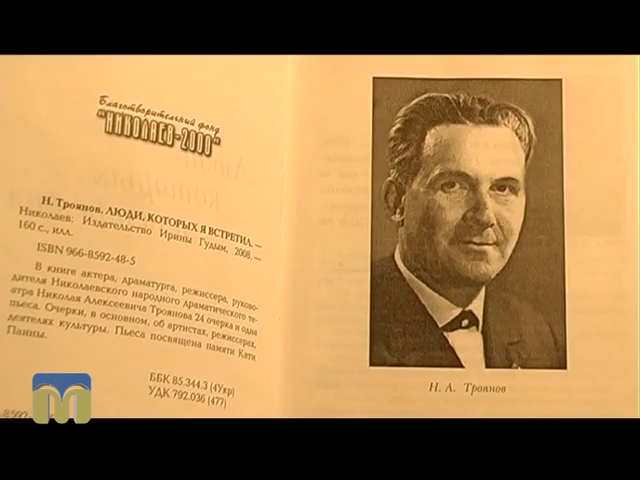 Благотворительный фонд
"НИКОЛАЕВ-2000"
Н. Троянов. ЛЮДИ, КОТОРЫХ Я ВСТРЕТИЛ. —
Николаев: Издательство Ирины Гудым, 2008. —
160 с., илл.
ISBN 966-8592-48-5
В книге актера, драматурга, режиссера, руково-
дителя Николаевского народного драматического те-
атра Николая Алексеевича Троянова 24 очерка и одна
пьеса. Очерки, в основном, об артистах, режиссерах,
деятелях культуры. Пьеса посвящена памяти Кати
Панны.
ББК 85.344.3 (4Укр)
УДК 792.036 (477)
-8592-
М
Н. А. Троянов